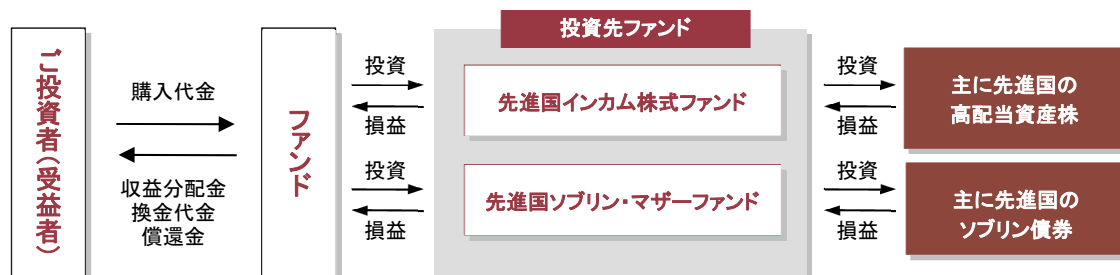 ご投資者(受益者)
購入代金
収益分配金
換金代金
償還金
ファンド
投資
損益
投資
損益
投資先ファンド
先進国インカム株式ファンド
先進国ソブリン・マザーファンド
投資
損益
投資
損益
主に先進国の
高配当資産株
主に先進国の
ソブリン債券